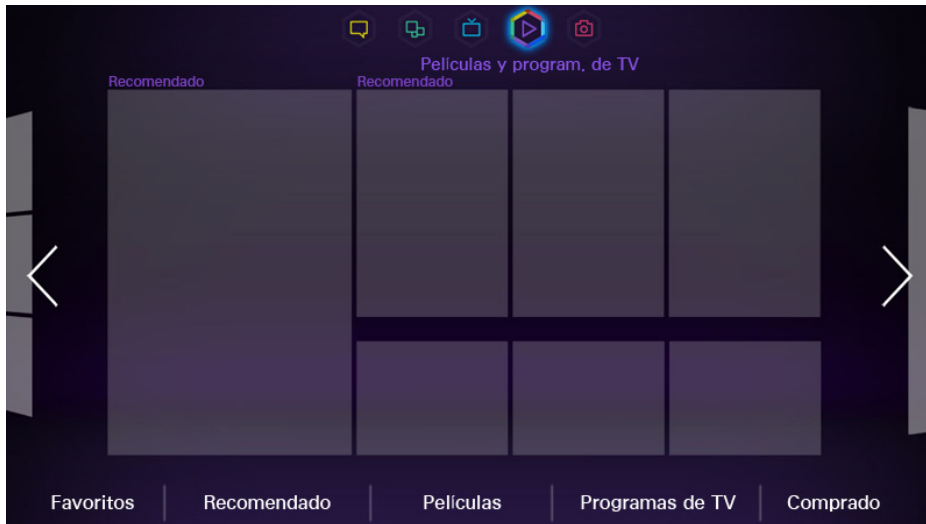 Películas y program. de TV
Recomendado
Recomendado
Favoritos
Recomendado
Películas
Programas de TV
Comprado